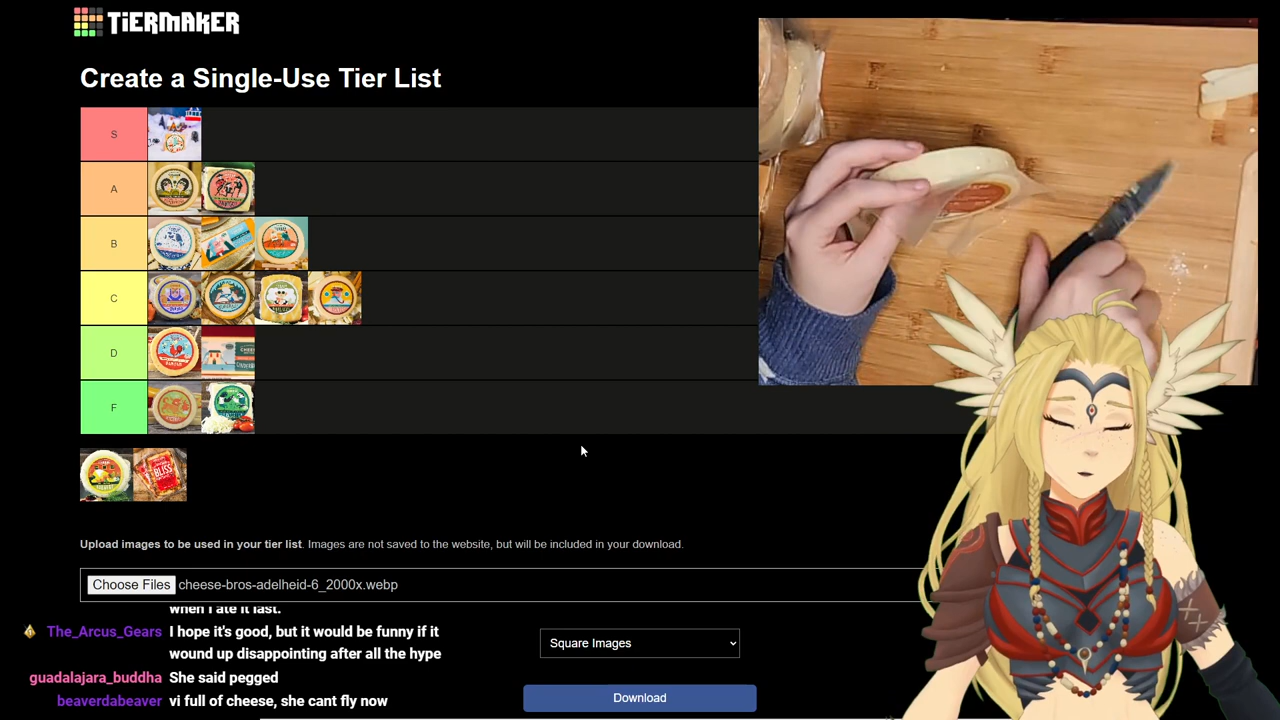 TiERMAKER
Create a Single-Use Tier List
S
A
B
C
D
F
BLISS
Upload images to be used in your tier list. Images are not saved to the website, but will be included in your download.
Choose Files cheese-bros-adelheid-6_2000x.webp
when I ate it last.
The_Arcus_Gears I hope it's good, but it would be funny if it
wound up disappointing after all the hype
guadalajara_buddha She said pegged
beaverdabeaver vi full of cheese, she cant fly now
Square Images
Download